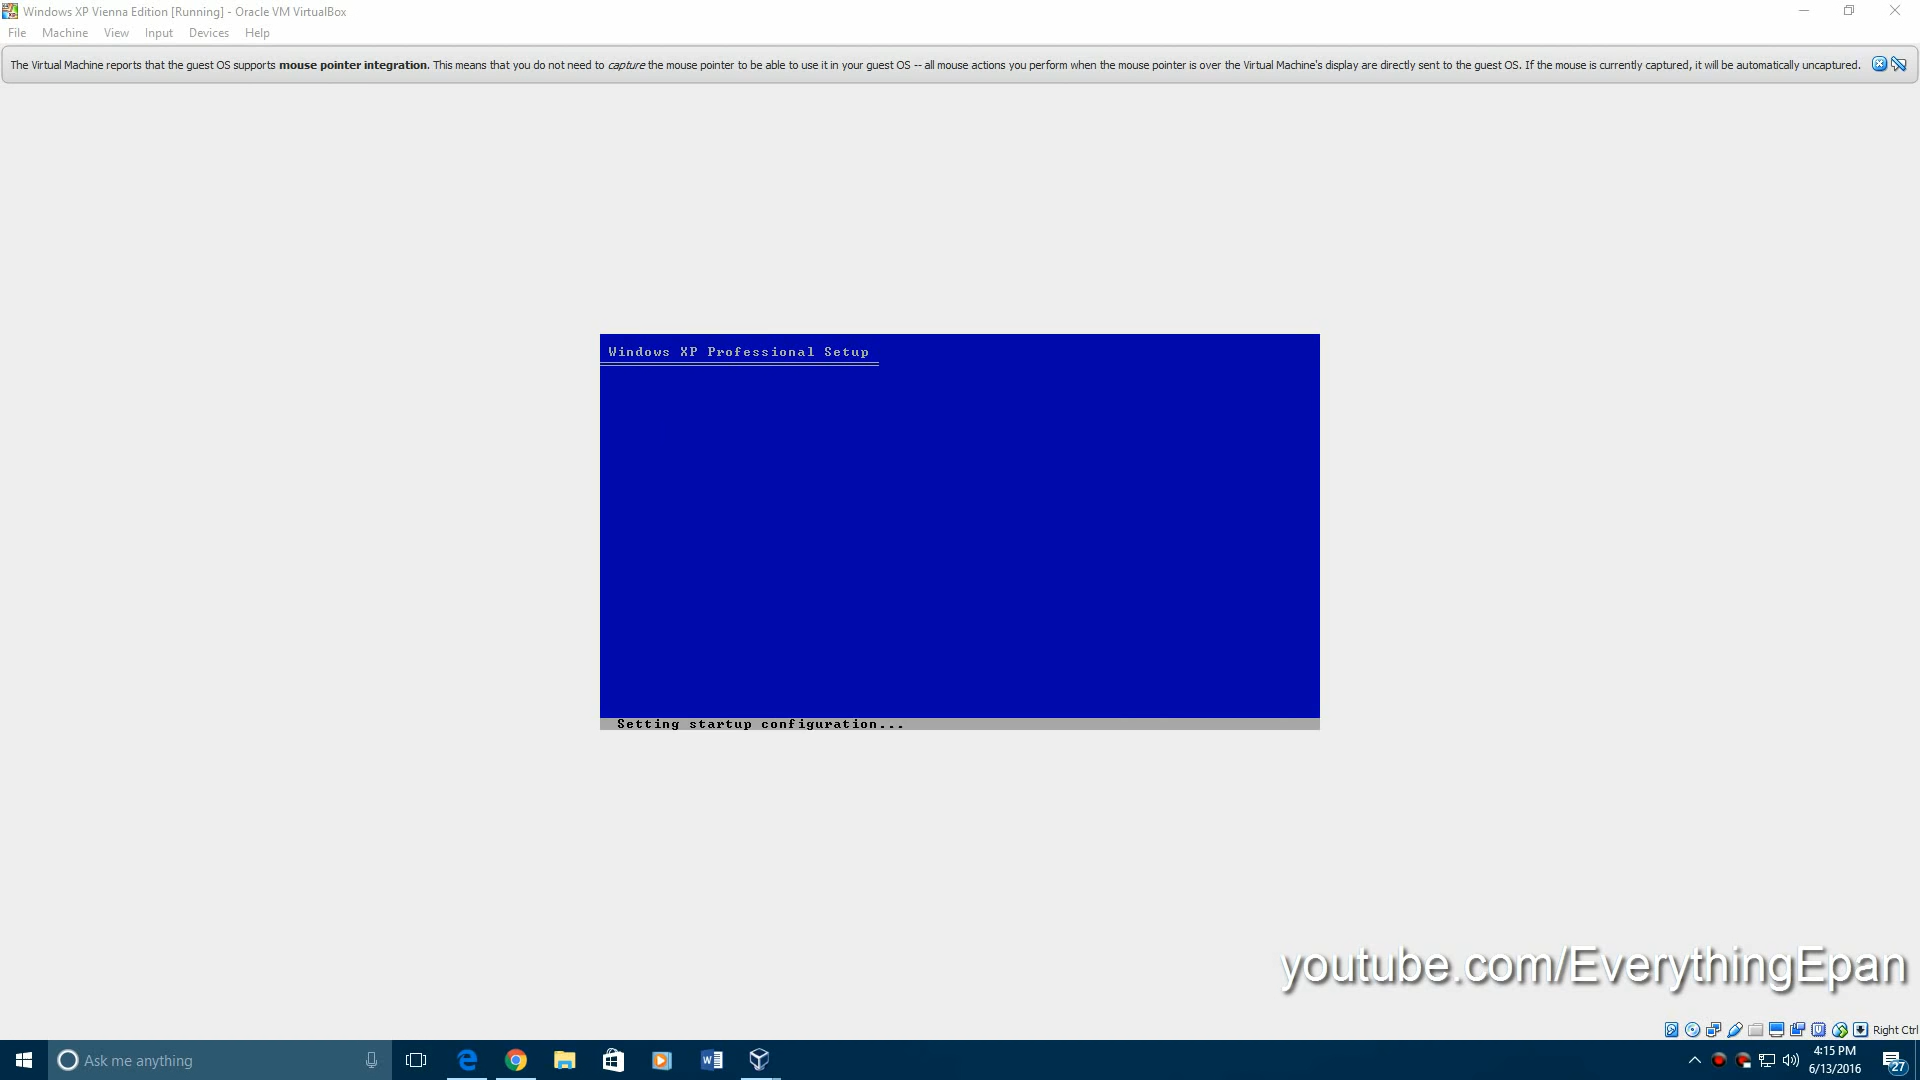 Windows XP Vienna Edition [Running] - Oracle VM VirtualBox
File Machine View Input Devices Help
The Virtual Machine reports that the guest OS supports mouse pointer integration. This means that you do not need to capture the mouse pointer to be able to use it in your guest OS -- all mouse actions you perform when the mouse pointer is over the Virtual Machine's display are directly sent to the guest OS. If the mouse is currently captured, it will be automatically uncaptured.
Windows XP Professional Setup
Setting startup configuration...
youtube.com/EverythingEpan
Right Ctrl
Ask me anything
4:15 PM
6/13/2016
27